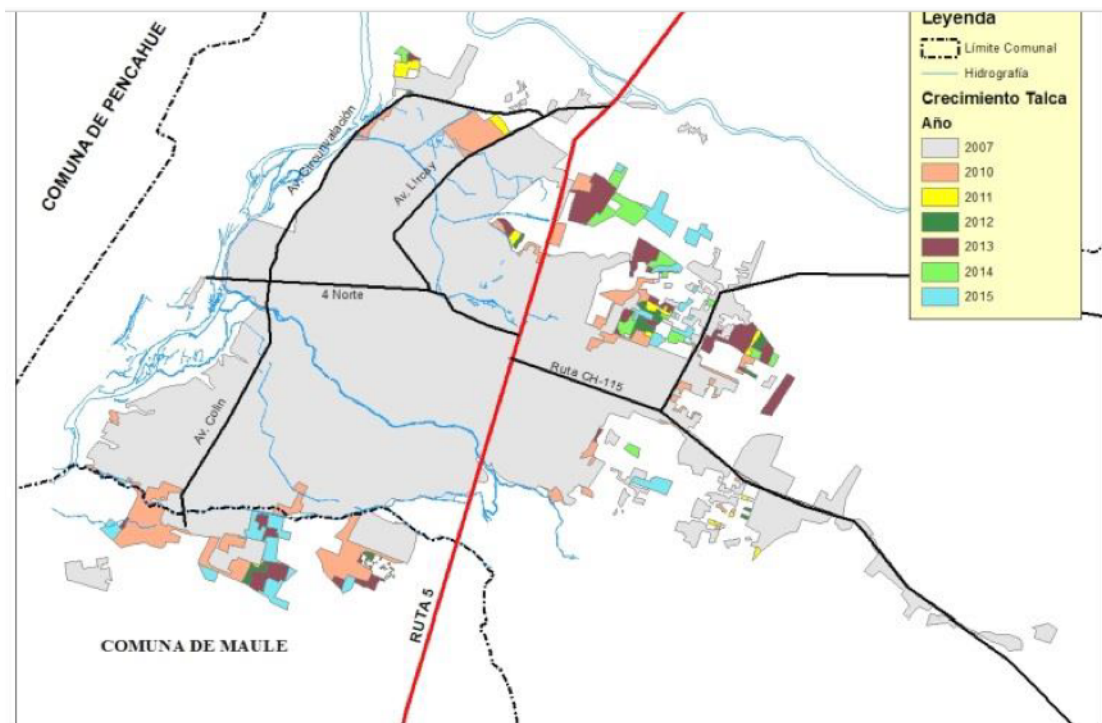 COMUNA DE PENCAHUE
Av. Circunvalación
Av. Lircay
4 Norte
Ruta CH-115
Av. Colin
RUTA 5
COMUNA DE MAULE
Leyenda
Límite Comunal
Hidrografía
Crecimiento Talca
Año
2007
2010
2011
2012
2013
2014
2015